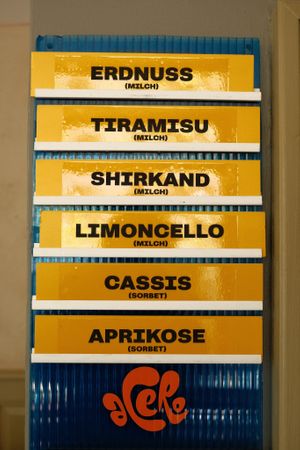 ERDNUSS
(MILCH)
TIRAMISU
(MILCH)
SHIRKAND
(MILCH)
LIMONCELLO
(MILCH)
CASSIS
(SORBET)
APRIKOSE
(SORBET)
aCeRo